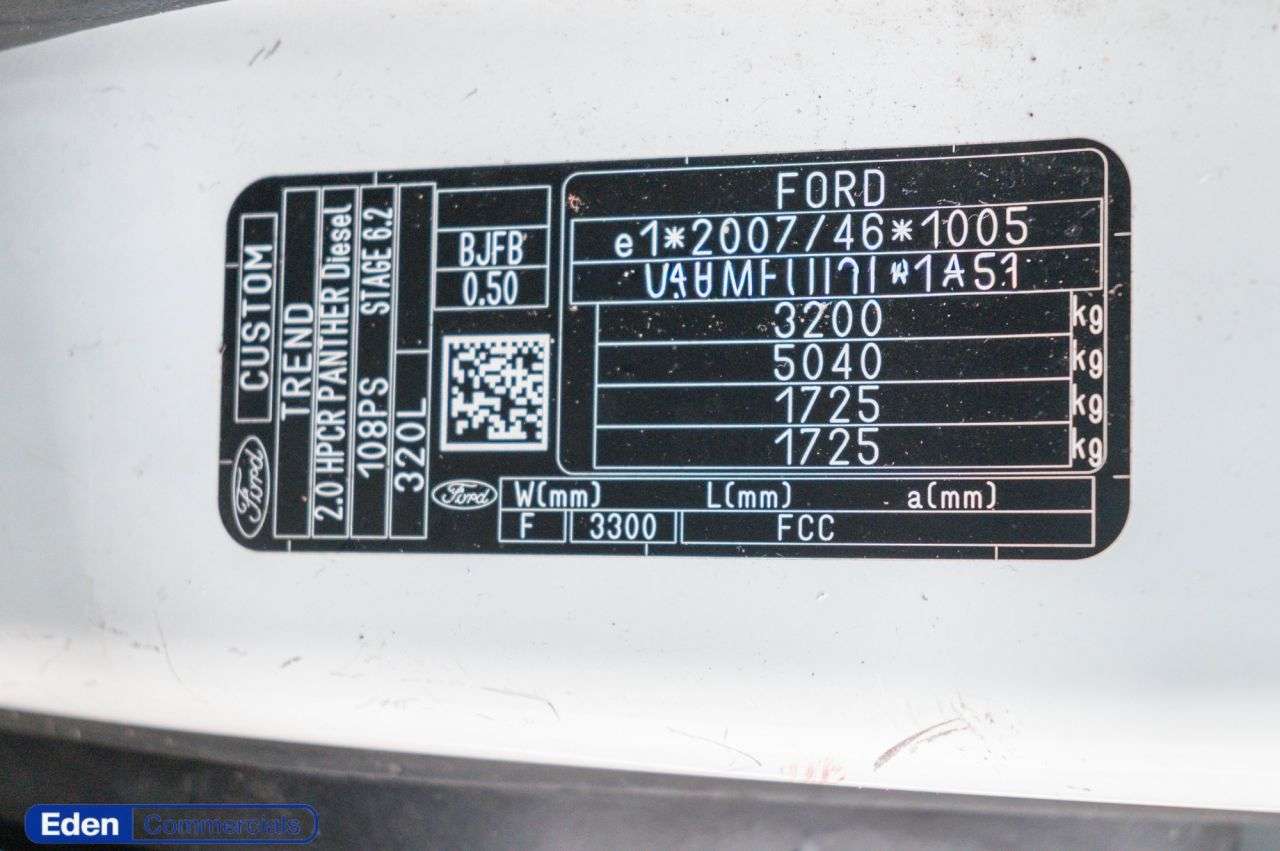 FORD
e1*2007/46*1005
3200 kg
5040 kg
1725 kg
1725 kg
BJFB
0.50
CUSTOM
TREND
2.0 HPCR PANTHER Diesel
108PS STAGE 6.2
320L
Ford
Ford
W(mm) L(mm) a(mm)
F 3300 FCC
Eden Commercials